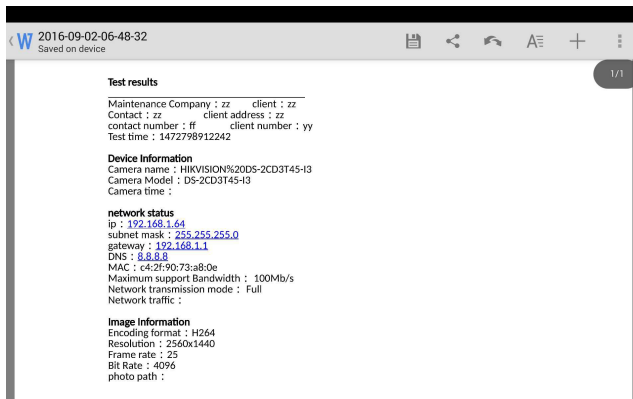 2016-09-02-06-48-32
Saved on device
1/1
Test results
Maintenance Company：zz client：zz
Contact：zz client address：zz
contact number：ff client number：yy
Test time：1472798912242
Device Information
Camera name：HIKVISION%20DS-2CD3T45-I3
Camera Model：DS-2CD3T45-I3
Camera time：
network status
ip：192.168.1.64
subnet mask：255.255.255.0
gateway：192.168.1.1
DNS：8.8.8.8
MAC：c4:2f:90:73:a8:0e
Maximum support Bandwidth： 100Mb/s
Network transmission mode： Full
Network traffic：
Image Information
Encoding format：H264
Resolution：2560x1440
Frame rate：25
Bit Rate：4096
photo path：